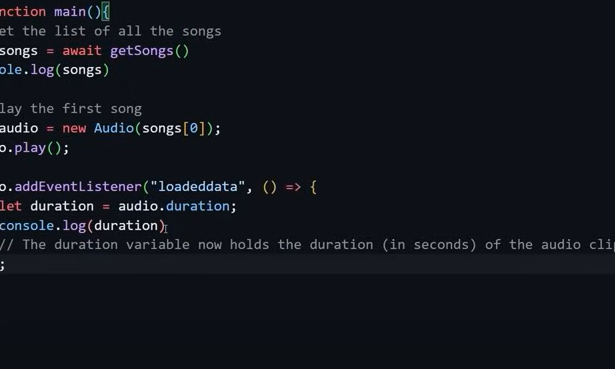 nction main(){
et the list of all the songs
songs = await getSongs()
ole.log(songs)
lay the first song
audio = new Audio(songs[0]);
o.play();
o.addEventListener("loadeddata", () => {
let duration = audio.duration;
console.log(duration)
// The duration variable now holds the duration (in seconds) of the audio clip
;